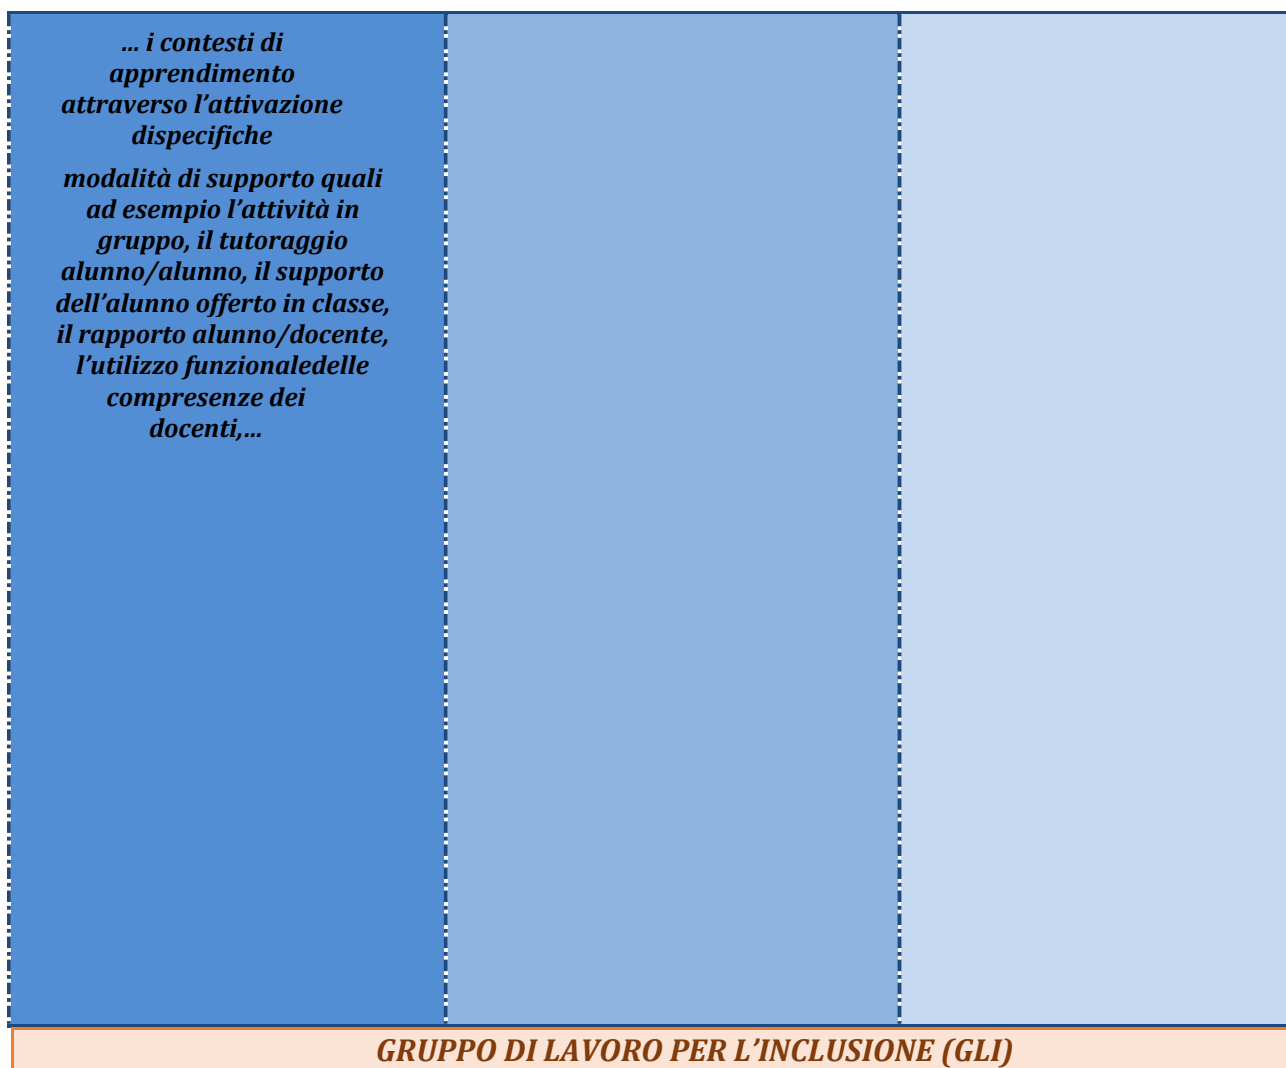 ... i contesti di
apprendimento
attraverso l’attivazione
dispecifiche
modalità di supporto quali
ad esempio l’attività in
gruppo, il tutoraggio
alunno/alunno, il supporto
dell’alunno offerto in classe,
il rapporto alunno/docente,
l’utilizzo funzionaledelle
compresenze dei
docenti,...
GRUPPO DI LAVORO PER L’INCLUSIONE (GLI)